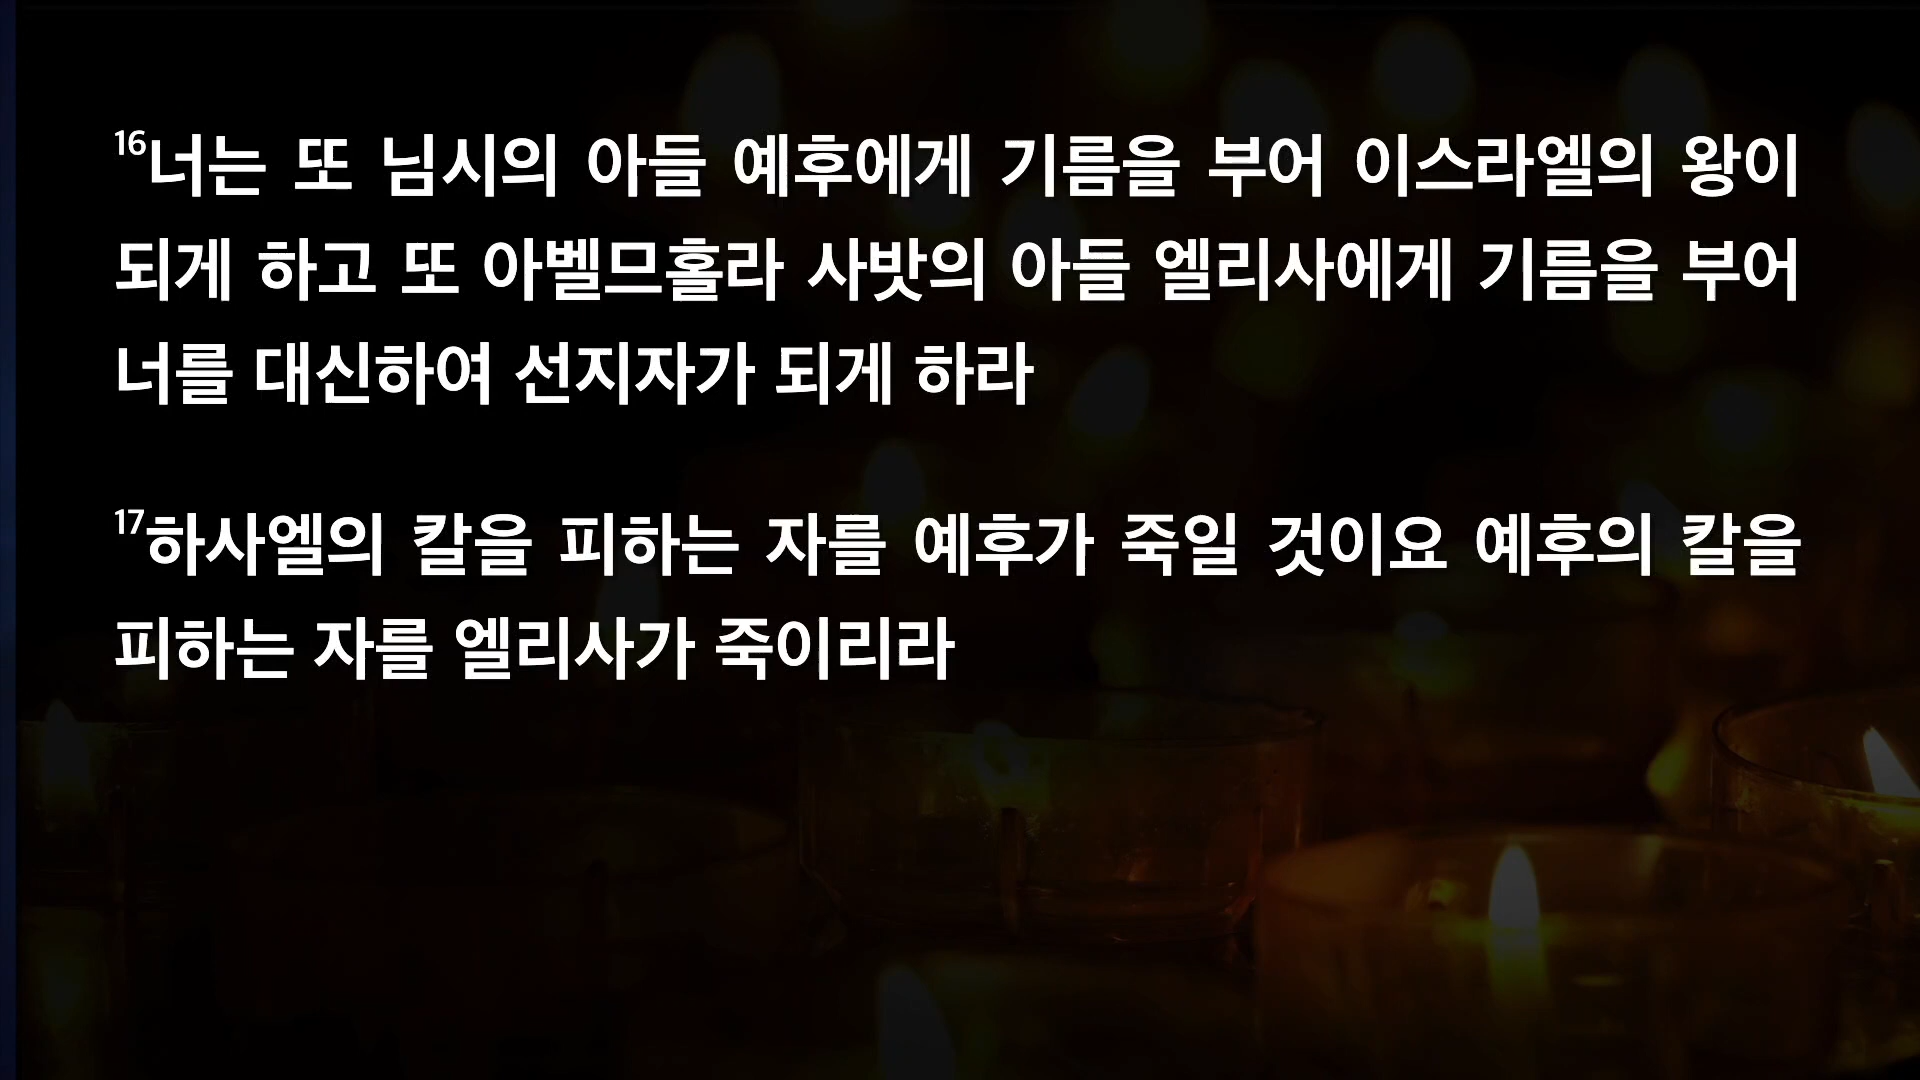 16너는 또 님시의 아들 예후에게 기름을 부어 이스라엘의 왕이
되게 하고 또 아벨므홀라 사밧의 아들 엘리사에게 기름을 부어
너를 대신하여 선지자가 되게 하라
17하사엘의 칼을 피하는 자를 예후가 죽일 것이요 예후의 칼을
피하는 자를 엘리사가 죽이리라